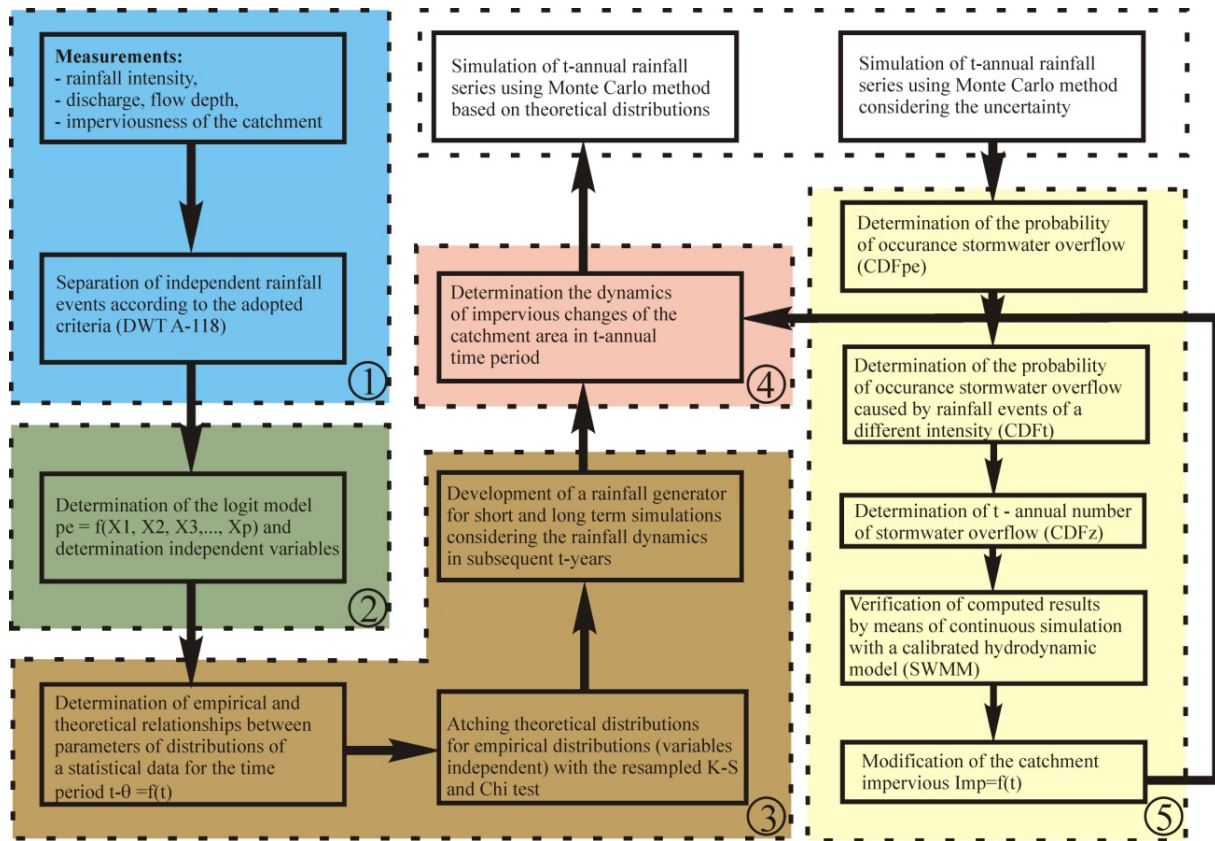 Measurements:
- rainfall intensity,
- discharge, flow depth,
- imperviousness of the catchment
Separation of independent rainfall
events according to the adopted
criteria (DWT A-118)
1
Determination of the logit model
pe = f(X1, X2, X3,..., Xp) and
determination independent variables
2
Determination of empirical and
theoretical relationships between
parameters of distributions of
a statistical data for the time
period t-θ =f(t)
Atching theoretical distributions
for empirical distributions (variables
independent) with the resampled K-S
and Chi test
Development of a rainfall generator
for short and long term simulations
considering the rainfall dynamics
in subsequent t-years
3
Determination the dynamics
of impervious changes of the
catchment area in t-annual
time period
4
Simulation of t-annual rainfall
series using Monte Carlo method
based on theoretical distributions
Simulation of t-annual rainfall
series using Monte Carlo method
considering the uncertainty
Determination of the probability
of occurance stormwater overflow
(CDFpe)
Determination of the probability
of occurance stormwater overflow
caused by rainfall events of a
different intensity (CDFt)
Determination of t - annual number
of stormwater overflow (CDFz)
Verification of computed results
by means of continuous simulation
with a calibrated hydrodynamic
model (SWMM)
Modification of the catchment
impervious Imp=f(t)
5